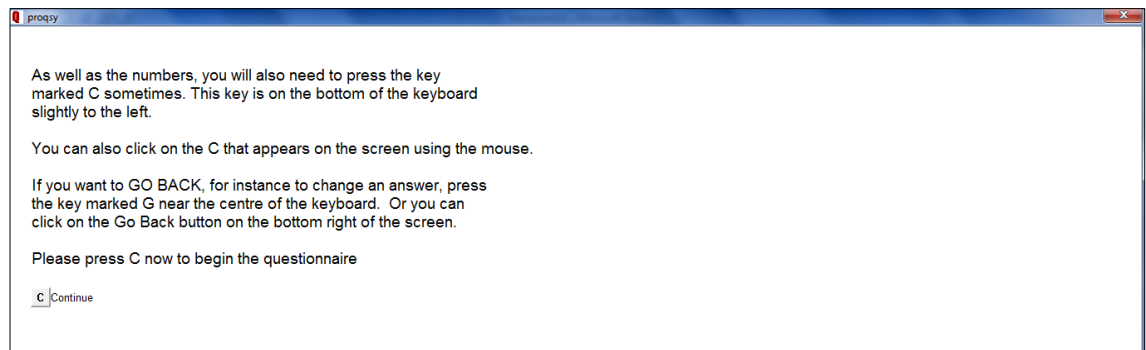 proqsy
As well as the numbers, you will also need to press the key
marked C sometimes. This key is on the bottom of the keyboard
slightly to the left.
You can also click on the C that appears on the screen using the mouse.
If you want to GO BACK, for instance to change an answer, press
the key marked G near the centre of the keyboard.  Or you can
click on the Go Back button on the bottom right of the screen.
Please press C now to begin the questionnaire
C Continue